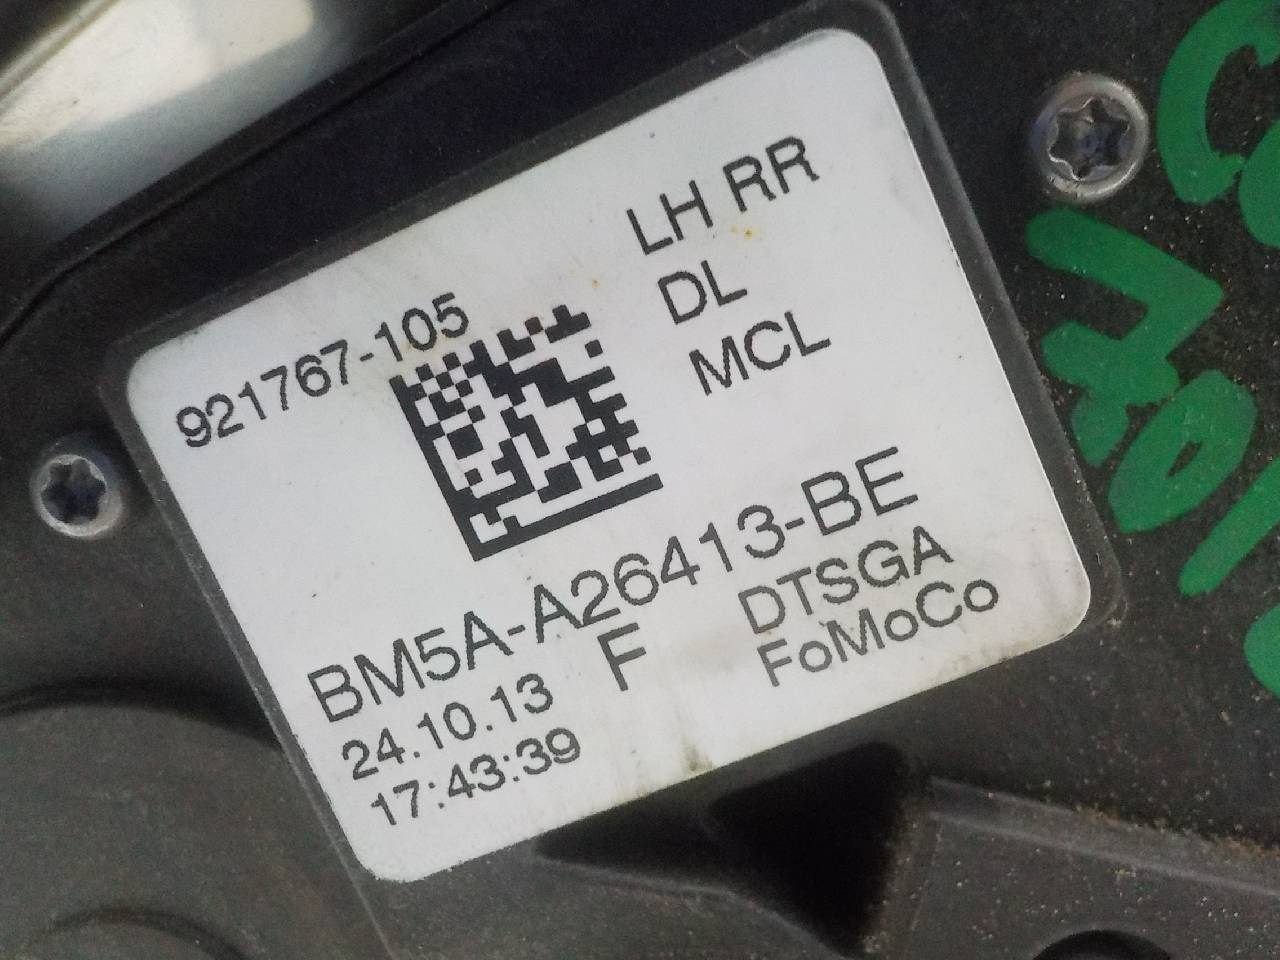 LH RR
DL
MCL
921767-105
BM5A-A26413-BE
24.10.13 F DTSGA
17:43:39 FoMoCo